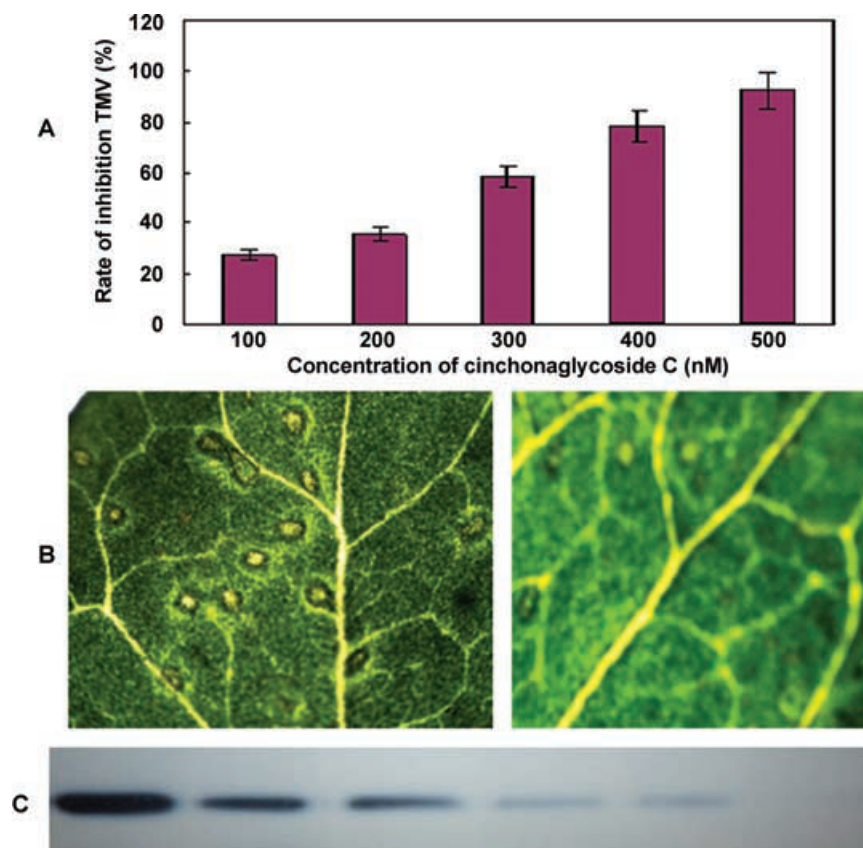 A
Rate of inhibition TMV (%)
120
100
80
60
40
20
0
100 200 300 400 500
Concentration of cinchonaglycoside C (nM)
B
C